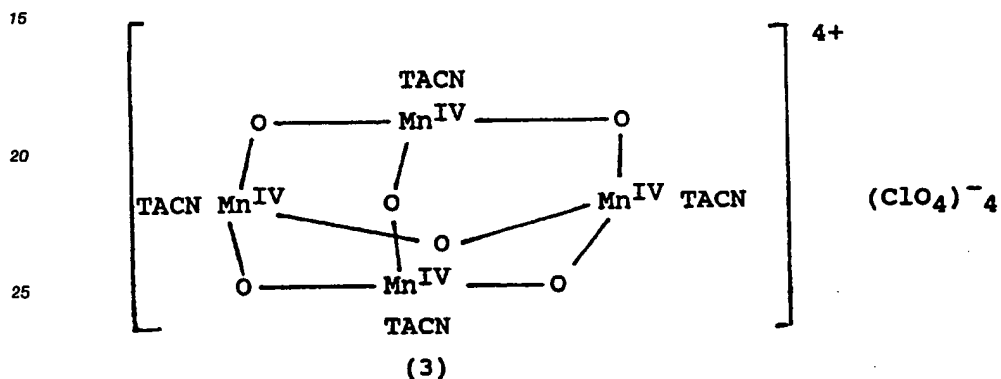 15
4+
TACN
O Mn^IV O
20
O
TACN Mn^IV Mn^IV TACN (ClO4)^-4
O
25
O Mn^IV O
TACN
(3)